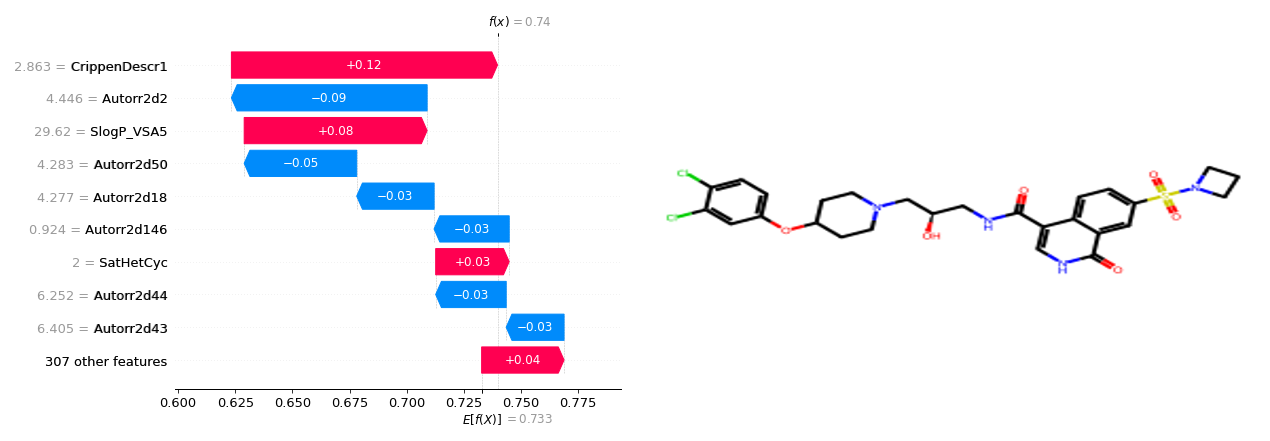 f(x) = 0.74
2.863 = CrippenDescr1
+0.12
4.446 = Autorr2d2
−0.09
29.62 = SlogP_VSA5
+0.08
4.283 = Autorr2d50
−0.05
4.277 = Autorr2d18
−0.03
0.924 = Autorr2d146
−0.03
2 = SatHetCyc
+0.03
6.252 = Autorr2d44
−0.03
6.405 = Autorr2d43
−0.03
307 other features
+0.04
0.600 0.625 0.650 0.675 0.700 0.725 0.750 0.775
E[f(X)] = 0.733
Cl
Cl
O
N
OH
N
H
O
N
H
O
O
S
O
N